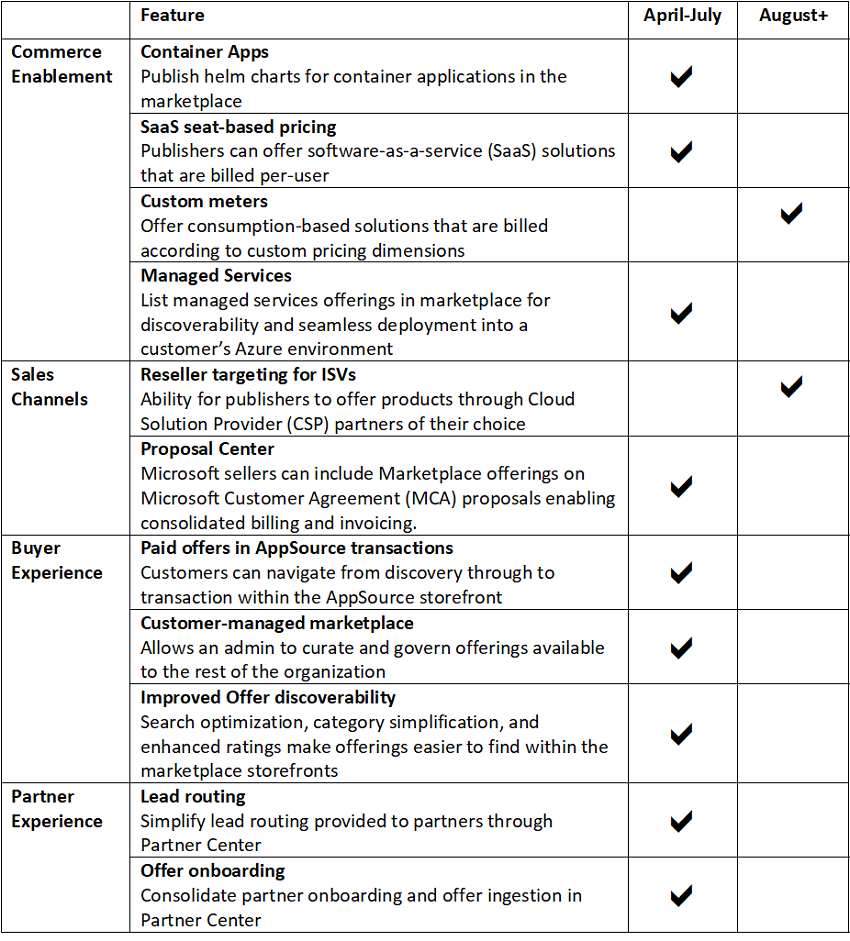 Feature April-July August+
Commerce
Enablement
Container Apps
Publish helm charts for container applications in the
marketplace
✔
SaaS seat-based pricing
Publishers can offer software-as-a-service (SaaS) solutions
that are billed per-user
✔
Custom meters
Offer consumption-based solutions that are billed
according to custom pricing dimensions
✔
Managed Services
List managed services offerings in marketplace for
discoverability and seamless deployment into a
customer's Azure environment
✔
Sales
Channels
Reseller targeting for ISVs
Ability for publishers to offer products through Cloud
Solution Provider (CSP) partners of their choice
✔
Proposal Center
Microsoft sellers can include Marketplace offerings on
Microsoft Customer Agreement (MCA) proposals enabling
consolidated billing and invoicing.
✔
Buyer
Experience
Paid offers in AppSource transactions
Customers can navigate from discovery through to
transaction within the AppSource storefront
✔
Customer-managed marketplace
Allows an admin to curate and govern offerings available
to the rest of the organization
✔
Improved Offer discoverability
Search optimization, category simplification, and
enhanced ratings make offerings easier to find within the
marketplace storefronts
✔
Partner
Experience
Lead routing
Simplify lead routing provided to partners through
Partner Center
✔
Offer onboarding
Consolidate partner onboarding and offer ingestion in
Partner Center
✔